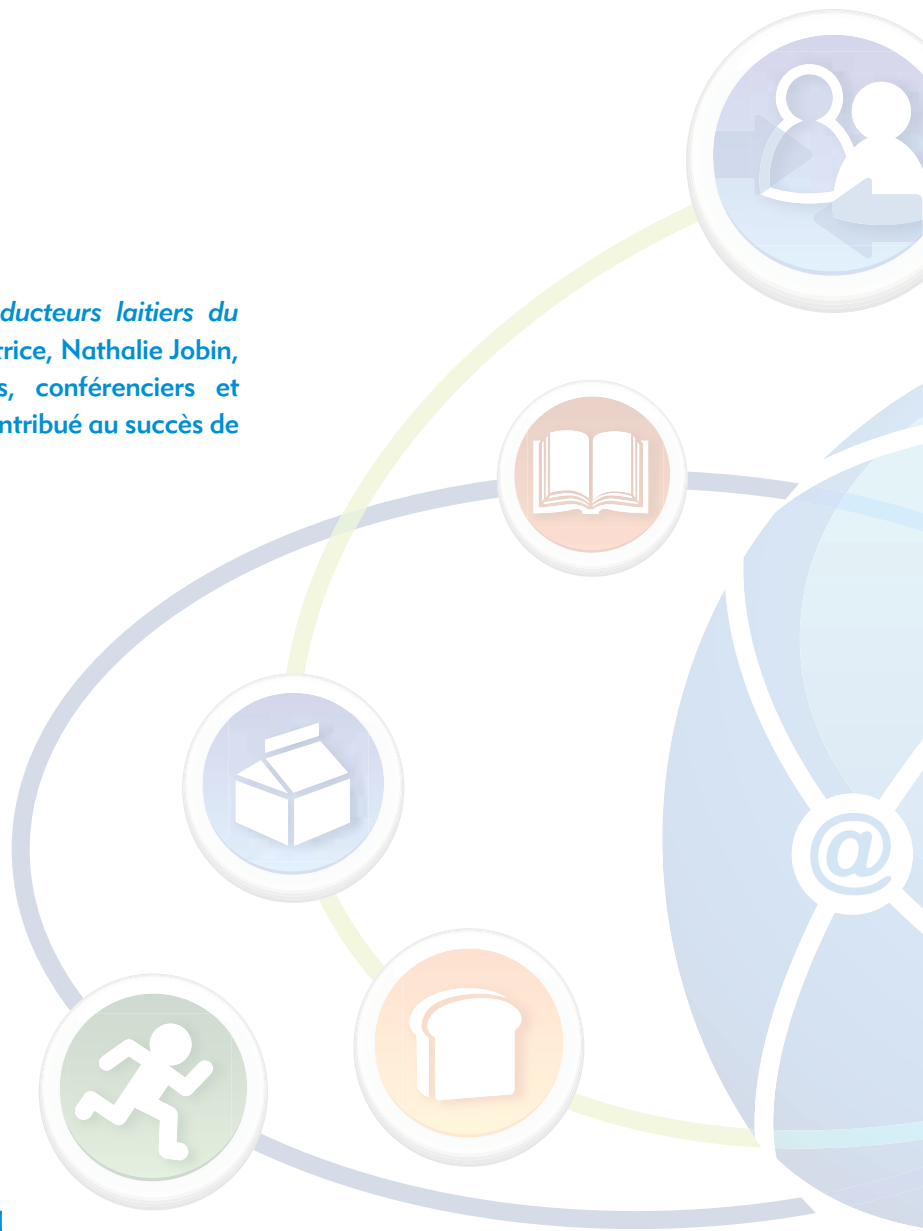 ducteurs laitiers du
trice, Nathalie Jobin,
s, conférenciers et
ntribué au succès de
@